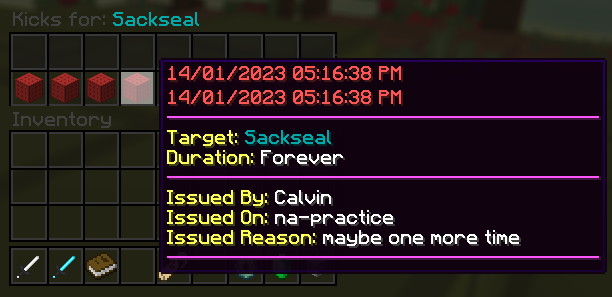 Kicks for: Sackseal
14/01/2023 05:16:38 PM
14/01/2023 05:16:38 PM
Target: Sackseal
Duration: Forever
Inventory
Issued By: Calvin
Issued On: na-practice
Issued Reason: maybe one more time